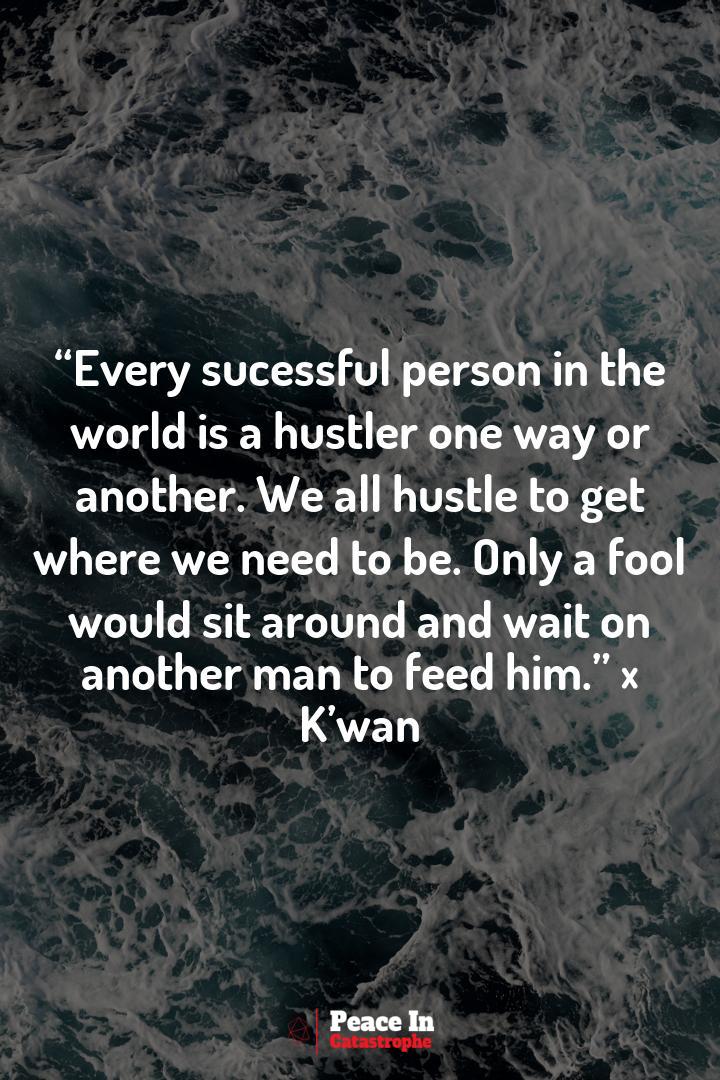 “Every sucessful person in the
world is a hustler one way or
another. We all hustle to get
where we need to be. Only a fool
would sit around and wait on
another man to feed him.” x
K’wan
Peace In
Catastrophe